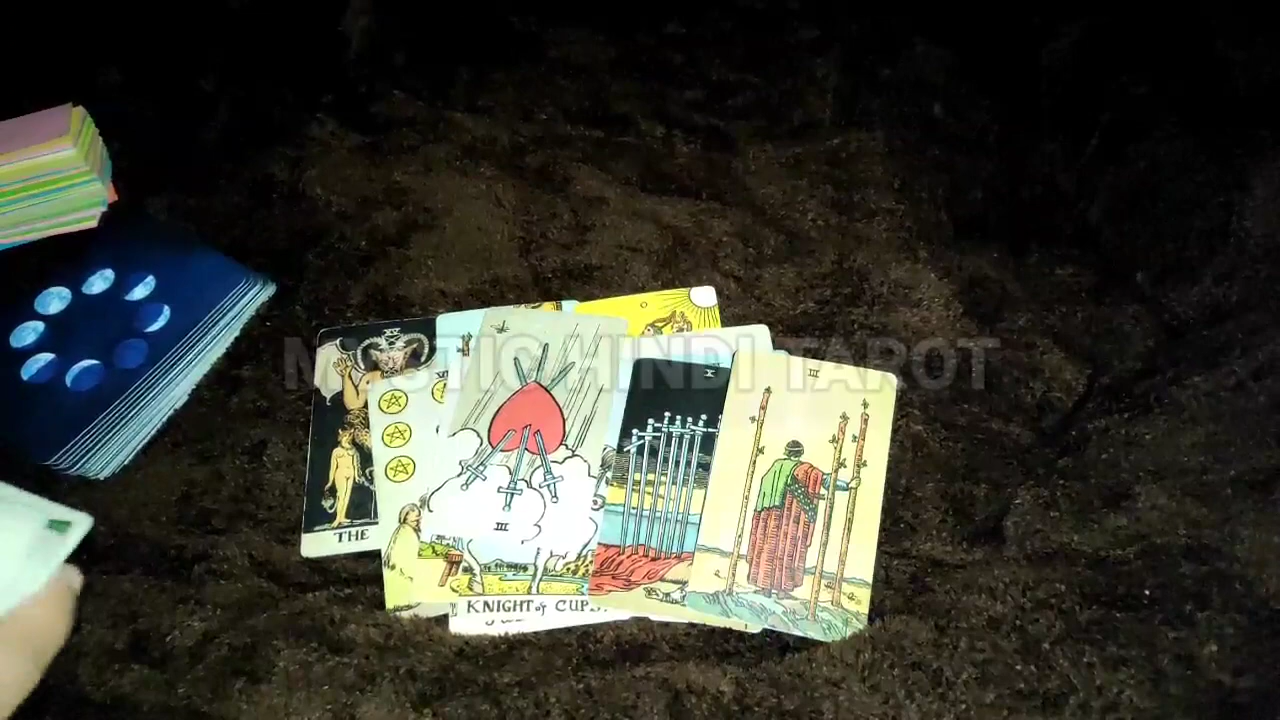 XV
MYSTIC HINDI TAROT
III
THE
III
KNIGHT of CUPS.